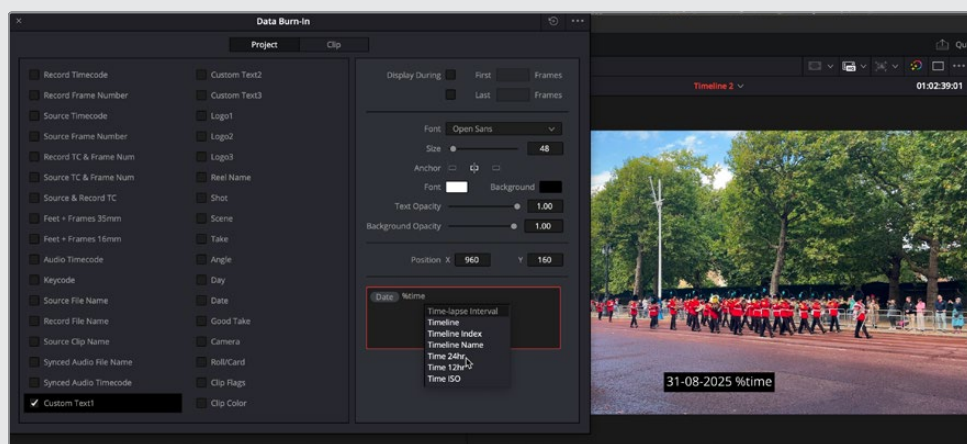 Data Burn-In
Project Clip
Record Timecode
Record Frame Number
Source Timecode
Source Frame Number
Record TC & Frame Num
Source TC & Frame Num
Source & Record TC
Feet + Frames 35mm
Feet + Frames 16mm
Audio Timecode
Keycode
Source File Name
Record File Name
Source Clip Name
Synced Audio File Name
Synced Audio Timecode
Custom Text1
Custom Text2
Custom Text3
Logo1
Logo2
Logo3
Reel Name
Shot
Scene
Take
Angle
Day
Date
Good Take
Camera
Roll/Card
Clip Flags
Clip Color
Display During First Frames
Last Frames
Font Open Sans
Size 48
Anchor
Font Background
Text Opacity 1.00
Background Opacity 1.00
Position X 960 Y 160
Date %time
Time-lapse Interval
Timeline
Timeline Index
Timeline Name
Time 24hr
Time 12hr
Time ISO
Qu
Timeline 2 01:02:39:01
31-08-2025 %time